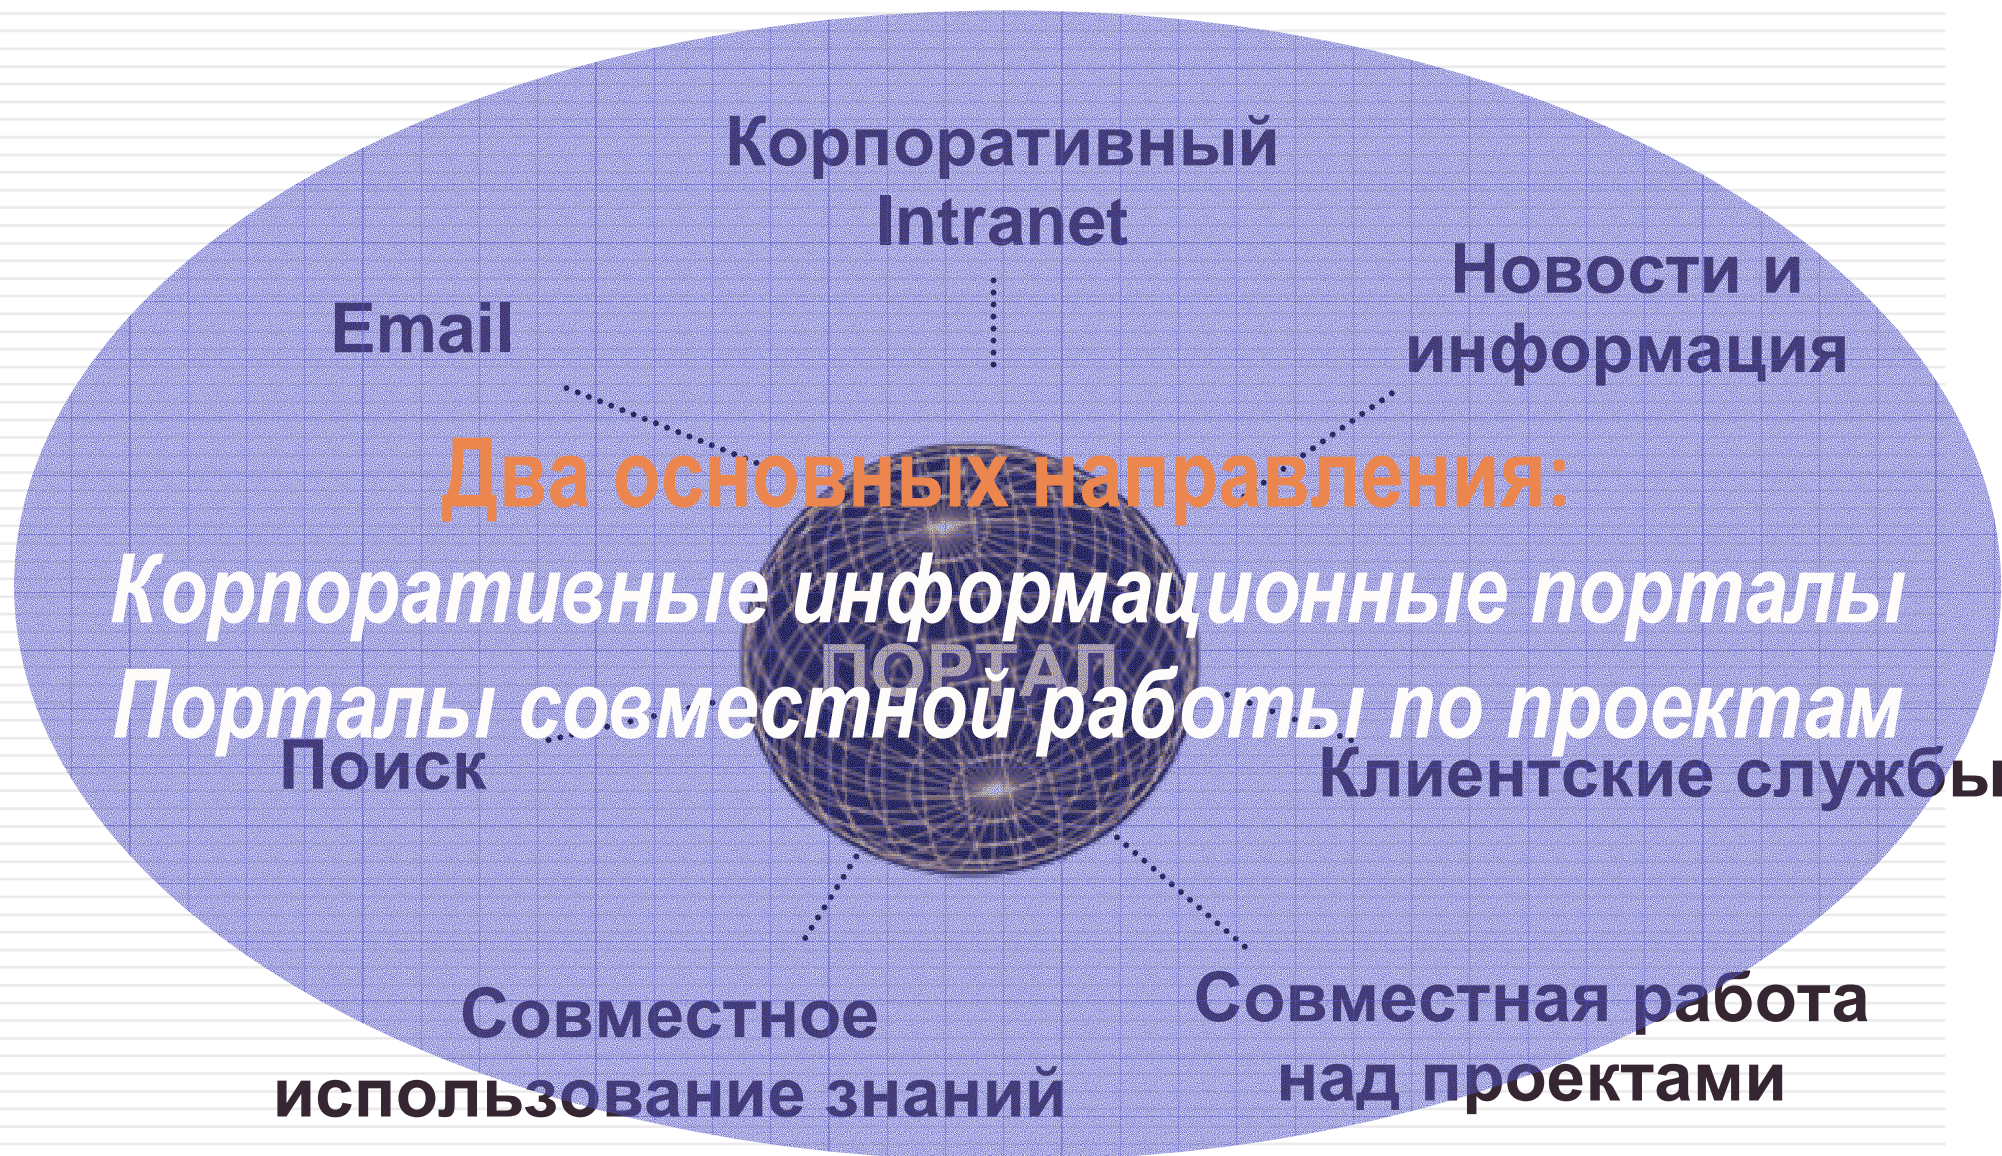 Корпоративный
Intranet
Новости и
информация
Email
Два основных направления:
Корпоративные информационные порталы
ПОРТАЛ
Порталы совместной работы по проектам
Поиск
Клиентские службы
Совместное
использование знаний
Совместная работа
над проектами